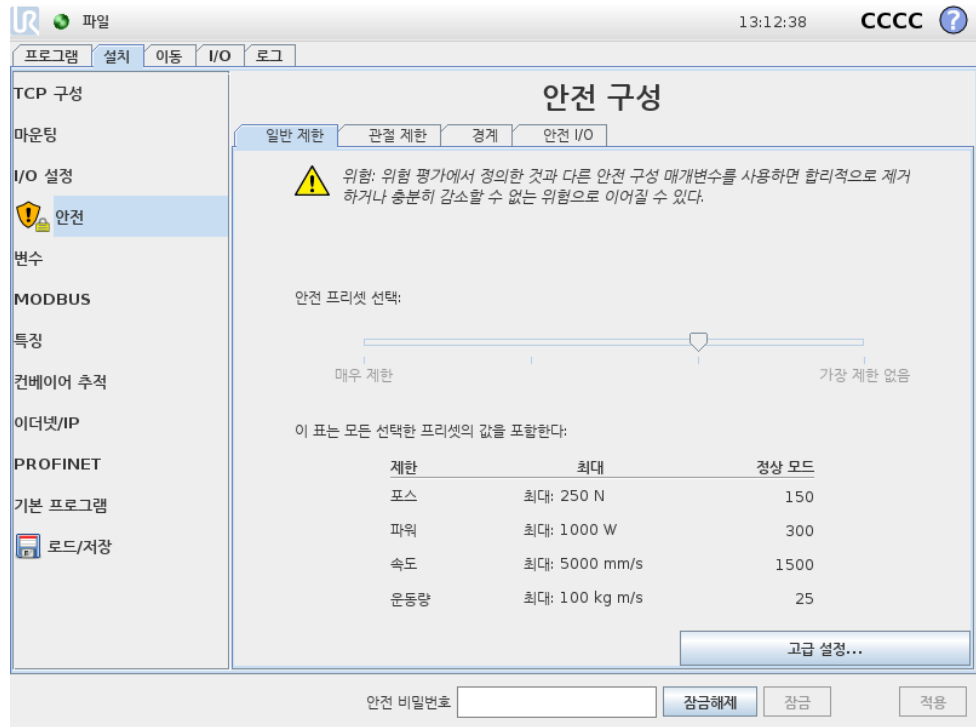 UR 파일 13:12:38 CCCC ?
프로그램 설치 이동 I/O 로그
TCP 구성
마운팅
I/O 설정
안전
변수
MODBUS
특징
컨베이어 추적
이더넷/IP
PROFINET
기본 프로그램
로드/저장
안전 구성
일반 제한 관절 제한 경계 안전 I/O
위험: 위험 평가에서 정의한 것과 다른 안전 구성 매개변수를 사용하면 합리적으로 제거
하거나 충분히 감소할 수 없는 위험으로 이어질 수 있다.
안전 프리셋 선택:
매우 제한 가장 제한 없음
이 표는 모든 선택한 프리셋의 값을 포함한다:
제한 최대 정상 모드
포스 최대: 250 N 150
파워 최대: 1000 W 300
속도 최대: 5000 mm/s 1500
운동량 최대: 100 kg m/s 25
고급 설정...
안전 비밀번호 잠금해제 잠금 적용